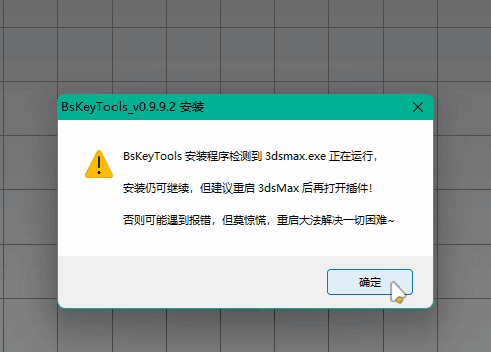 BsKeyTools_v0.9.9.2 安装
BsKeyTools 安装程序检测到 3dsmax.exe 正在运行，
安装仍可继续，但建议重启 3dsMax 后再打开插件！
否则可能遇到报错，但莫惊慌，重启大法解决一切困难~
确定